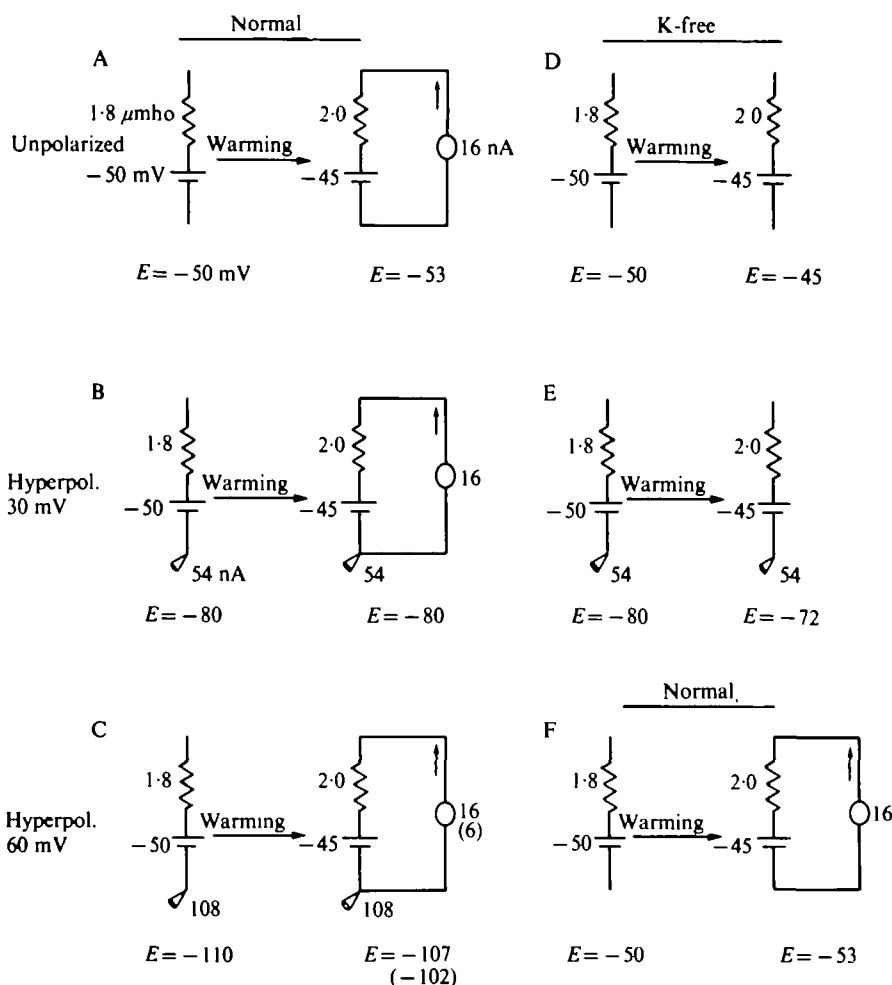 Normal
K-free
A
D
1·8 μmho
2·0
16 nA
1·8
2 0
Unpolarized
Warming
Warming
−50 mV
−45
−50
−45
E = −50 mV
E = −53
E = −50
E = −45
B
E
1·8
2·0
16
1·8
2·0
Hyperpol.
30 mV
Warming
Warming
−50
−45
−50
−45
54 nA
54
54
54
E = −80
E = −80
E = −80
E = −72
Normal
C
F
1·8
2·0
16
(6)
1·8
2·0
16
Hyperpol.
60 mV
Warming
Warming
−50
−45
−50
−45
108
108
E = −110
E = −107
(−102)
E = −50
E = −53